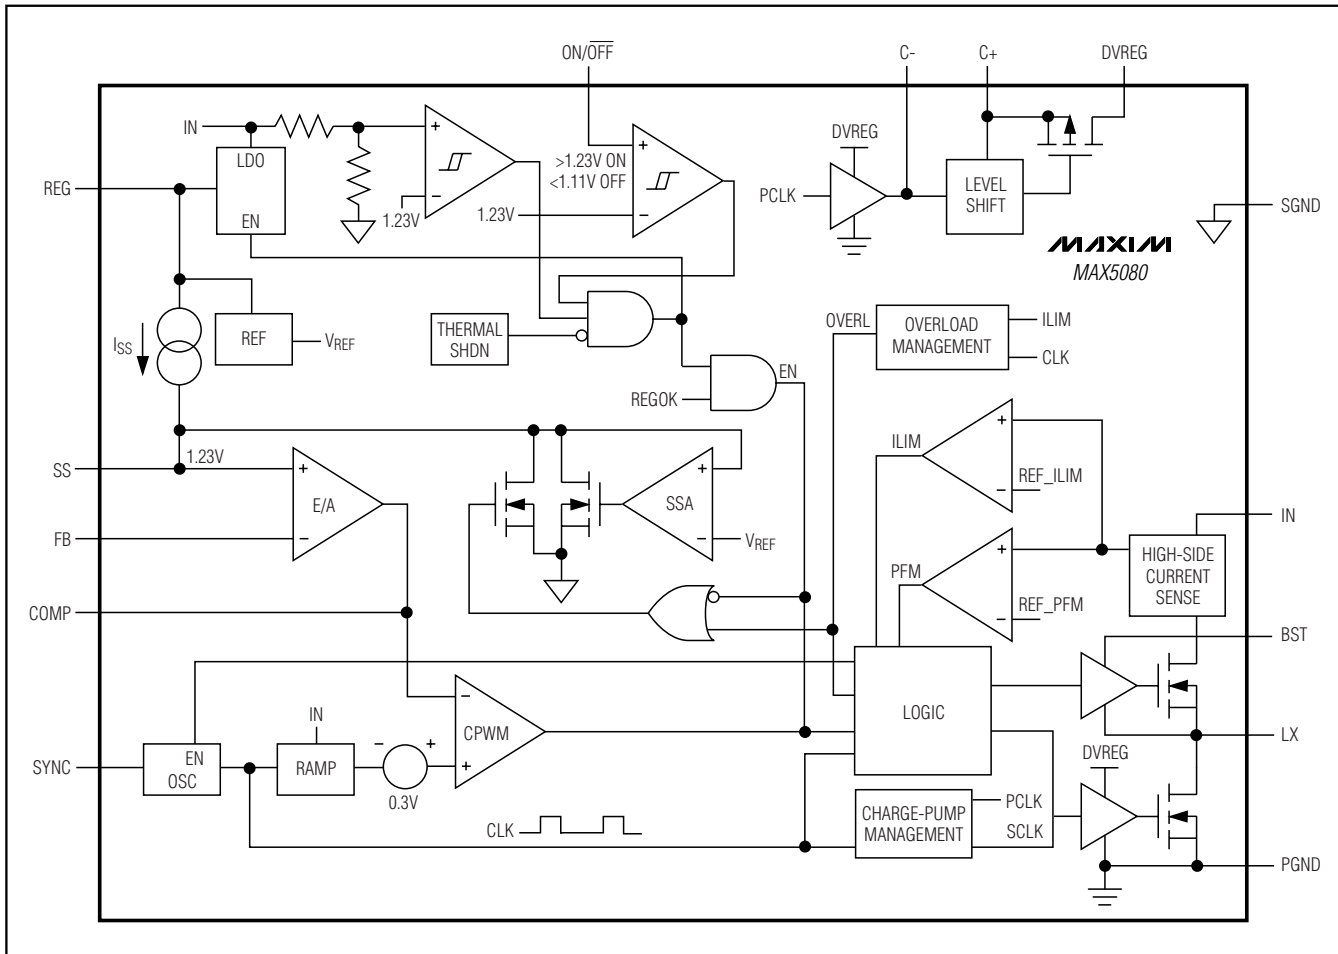 ON/OFF
C-
C+
DVREG
IN
LDO
EN
REG
+
−
1.23V
>1.23V ON
<1.11V OFF
+
1.23V
−
DVREG
PCLK
LEVEL
SHIFT
SGND
MAXIM
MAX5080
ISS
REF
VREF
THERMAL
SHDN
REGOK
EN
OVERL
OVERLOAD
MANAGEMENT
ILIM
CLK
SS
1.23V
+
E/A
−
FB
+
SSA
−
VREF
ILIM
+
REF_ILIM
−
PFM
+
REF_PFM
−
IN
HIGH-SIDE
CURRENT
SENSE
COMP
BST
LOGIC
LX
SYNC
EN
OSC
IN
RAMP
− +
0.3V
−
CPWM
+
DVREG
CLK
CHARGE-PUMP
MANAGEMENT
PCLK
SCLK
PGND